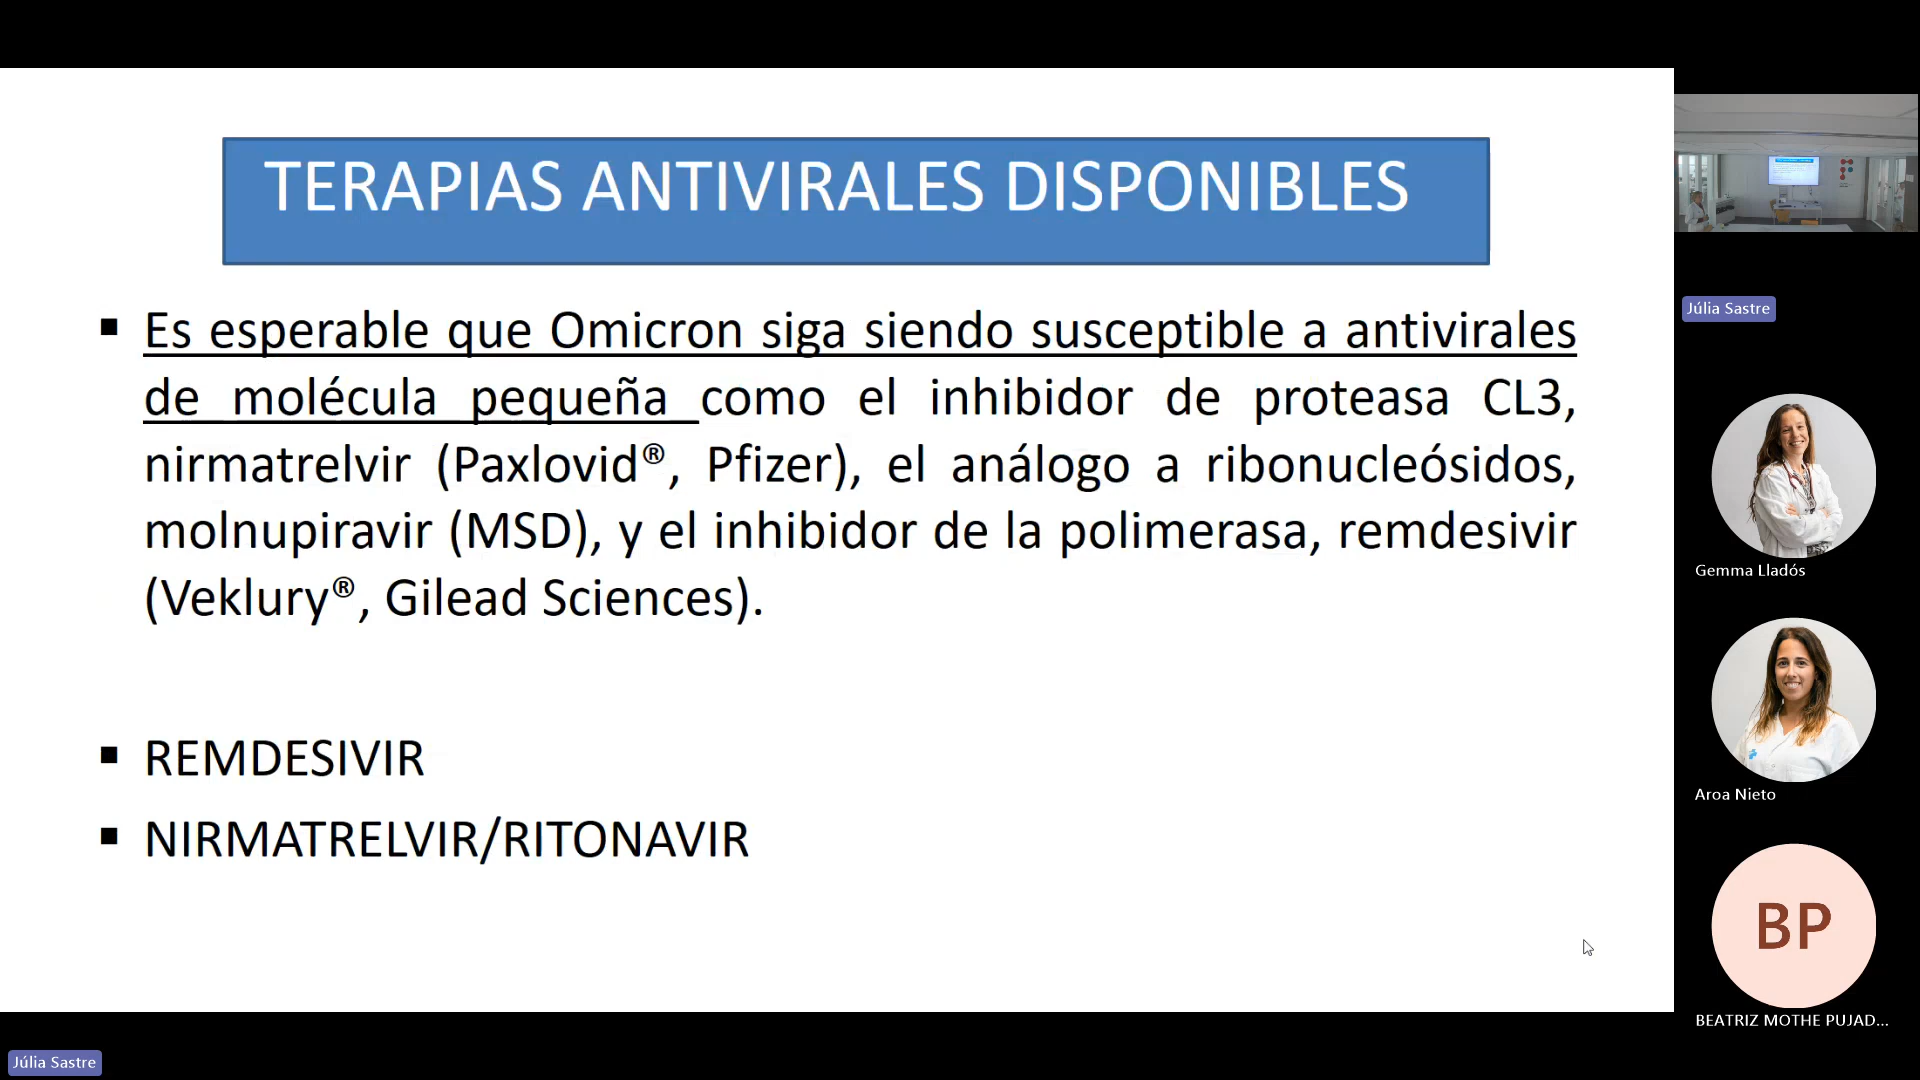 TERAPIAS ANTIVIRALES DISPONIBLES
▪ Es esperable que Omicron siga siendo susceptible a antivirales
de molécula pequeña como el inhibidor de proteasa CL3,
nirmatrelvir (Paxlovid®, Pfizer), el análogo a ribonucleósidos,
molnupiravir (MSD), y el inhibidor de la polimerasa, remdesivir
(Veklury®, Gilead Sciences).
▪ REMDESIVIR
▪ NIRMATRELVIR/RITONAVIR
Júlia Sastre
Gemma Lladós
Aroa Nieto
BP
BEATRIZ MOTHE PUJAD...
Júlia Sastre